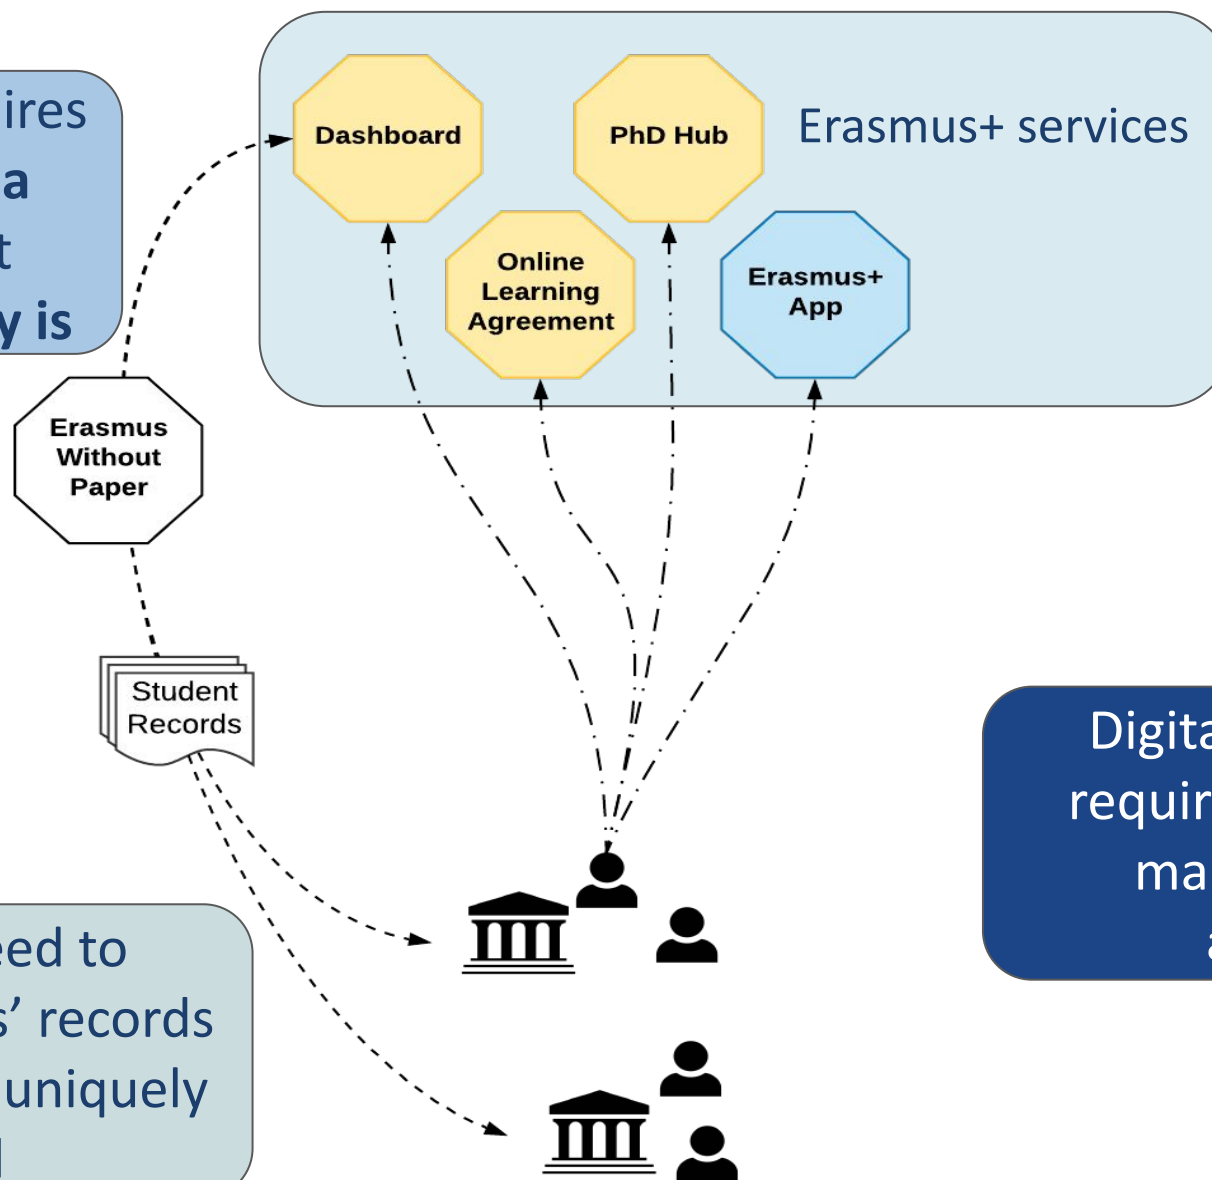 ires
a
t
y is
Dashboard
PhD Hub
Erasmus+ services
Online
Learning
Agreement
Erasmus+
App
Erasmus
Without
Paper
Student
Records
Digita
requir
ma
a
eed to
s’ records
uniquely